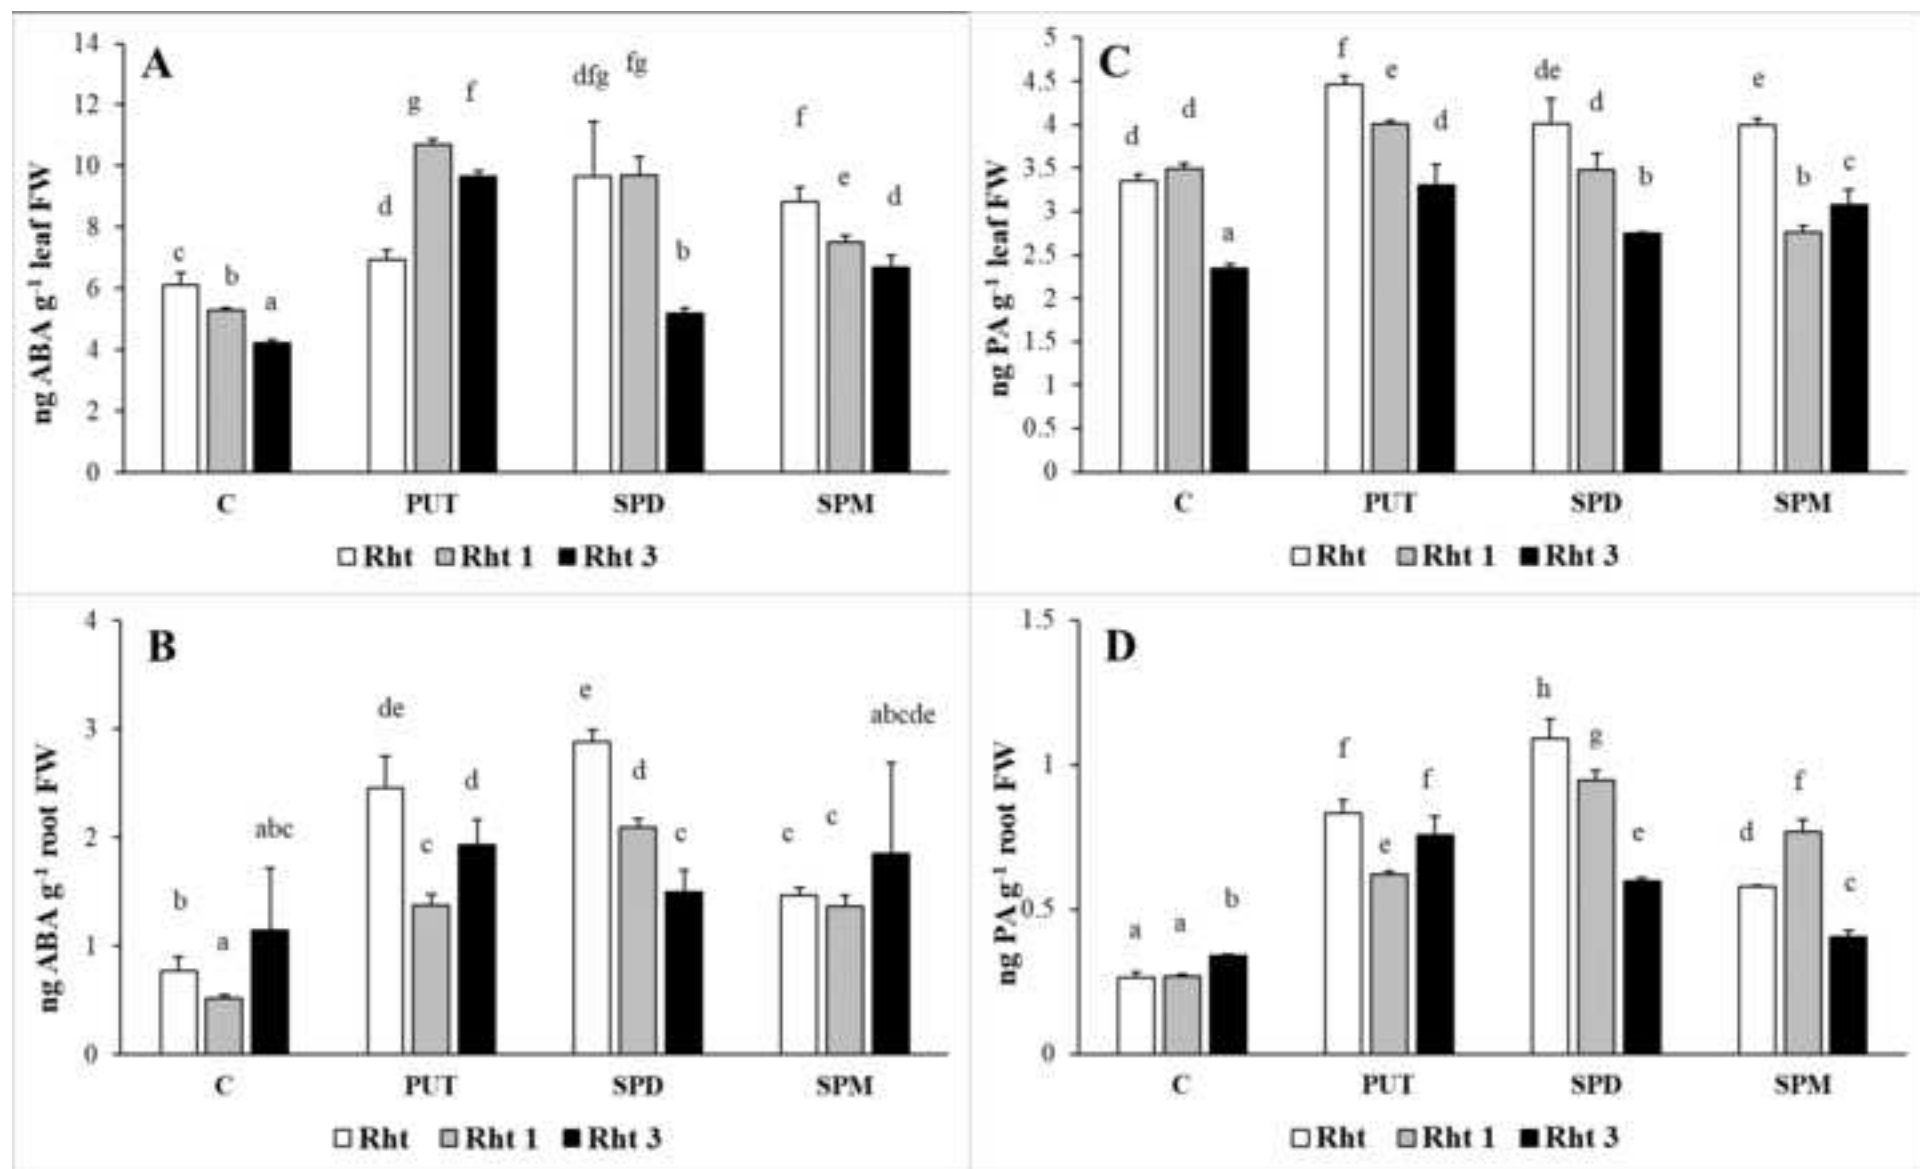 A
ng ABA g-1 leaf FW
14
12
10
8
6
4
2
0
c
b
a
d
g
f
dfg
fg
b
f
e
d
C
PUT
SPD
SPM
Rht
Rht 1
Rht 3
C
ng PA g-1 leaf FW
5
4.5
4
3.5
3
2.5
2
1.5
1
0.5
0
d
d
a
f
e
d
de
d
b
e
b
c
C
PUT
SPD
SPM
Rht
Rht 1
Rht 3
B
ng ABA g-1 root FW
4
3
2
1
0
b
a
abc
de
c
d
e
d
c
c
c
abcde
C
PUT
SPD
SPM
Rht
Rht 1
Rht 3
D
ng PA g-1 root FW
1.5
1
0.5
0
a
a
b
f
e
f
h
g
e
d
f
c
C
PUT
SPD
SPM
Rht
Rht 1
Rht 3